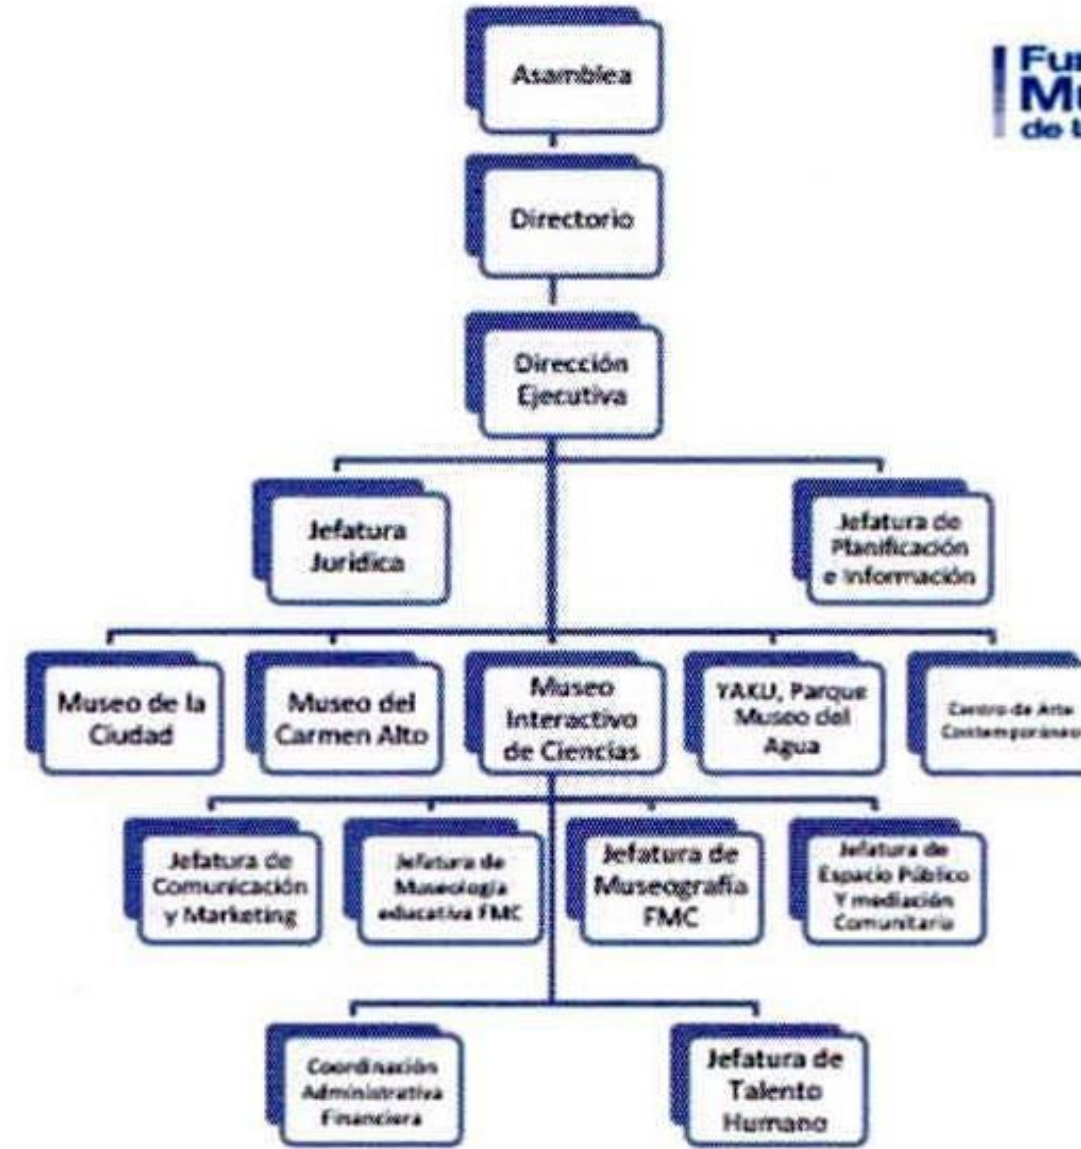 Asamblea
Directorio
Dirección
Ejecutiva
Jefatura
Jurídica
Jefatura de
Planificación
e Información
Museo de la
Ciudad
Museo del
Carmen Alto
Museo
Interactivo
de Ciencias
YAKU, Parque
Museo del
Agua
Centro de Arte
Contemporáneo
Jefatura de
Comunicación
y Marketing
Jefatura de
Museología
educativa FMC
Jefatura de
Museografía
FMC
Jefatura de
Espacio Público
Y mediación
Comunitaria
Coordinación
Administrativa
Financiera
Jefatura de
Talento
Humano